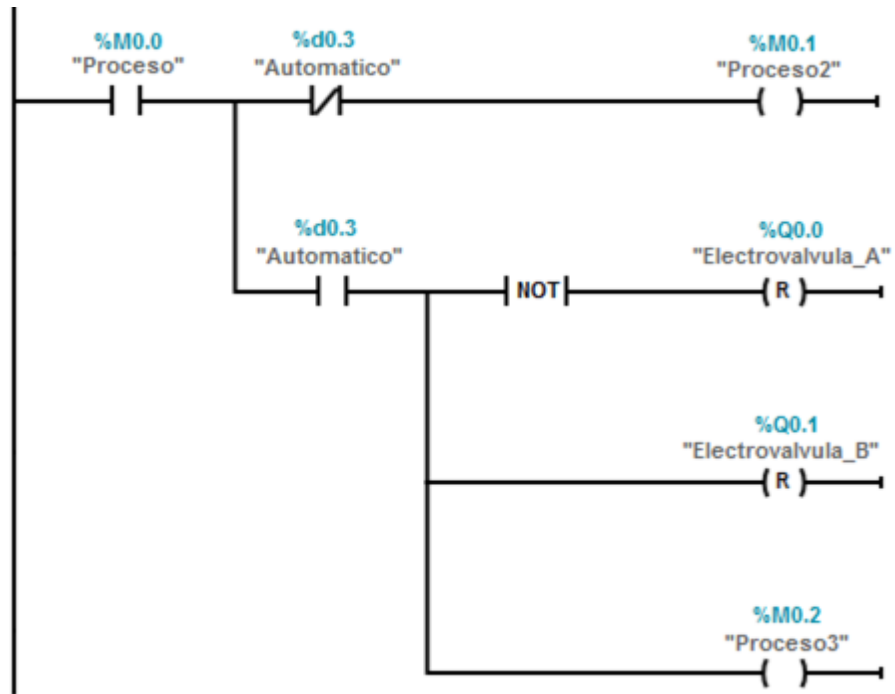 %M0.0
"Proceso"
%d0.3
"Automatico"
%M0.1
"Proceso2"
%d0.3
"Automatico"
NOT
%Q0.0
"Electrovalvula_A"
R
%Q0.1
"Electrovalvula_B"
R
%M0.2
"Proceso3"